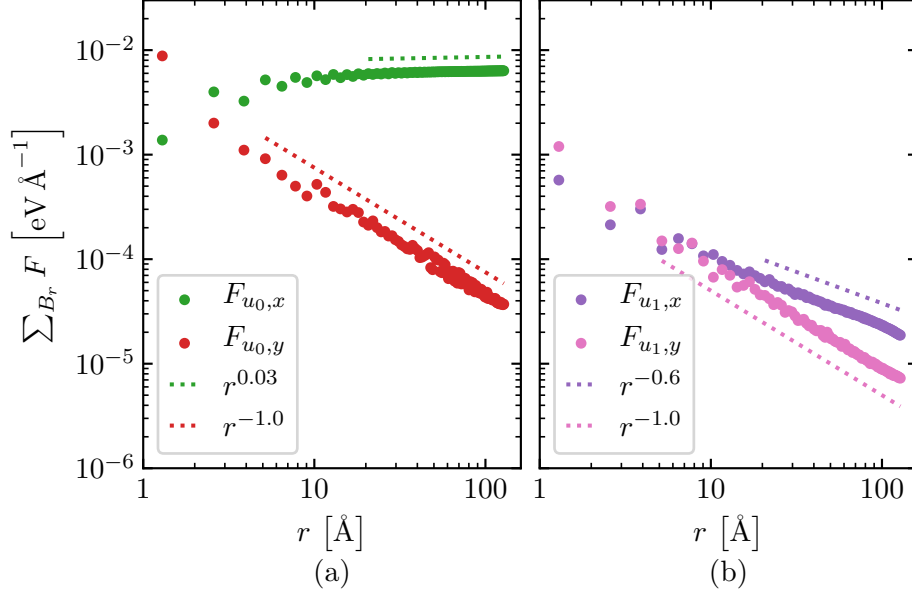 10⁻²
10⁻³
10⁻⁴
10⁻⁵
10⁻⁶
∑_{B_r} F [eV Å⁻¹]
F_{u_0,x}
F_{u_0,y}
r^{0.03}
r^{-1.0}
1 10 100
r [Å]
(a)
F_{u_1,x}
F_{u_1,y}
r^{-0.6}
r^{-1.0}
1 10 100
r [Å]
(b)